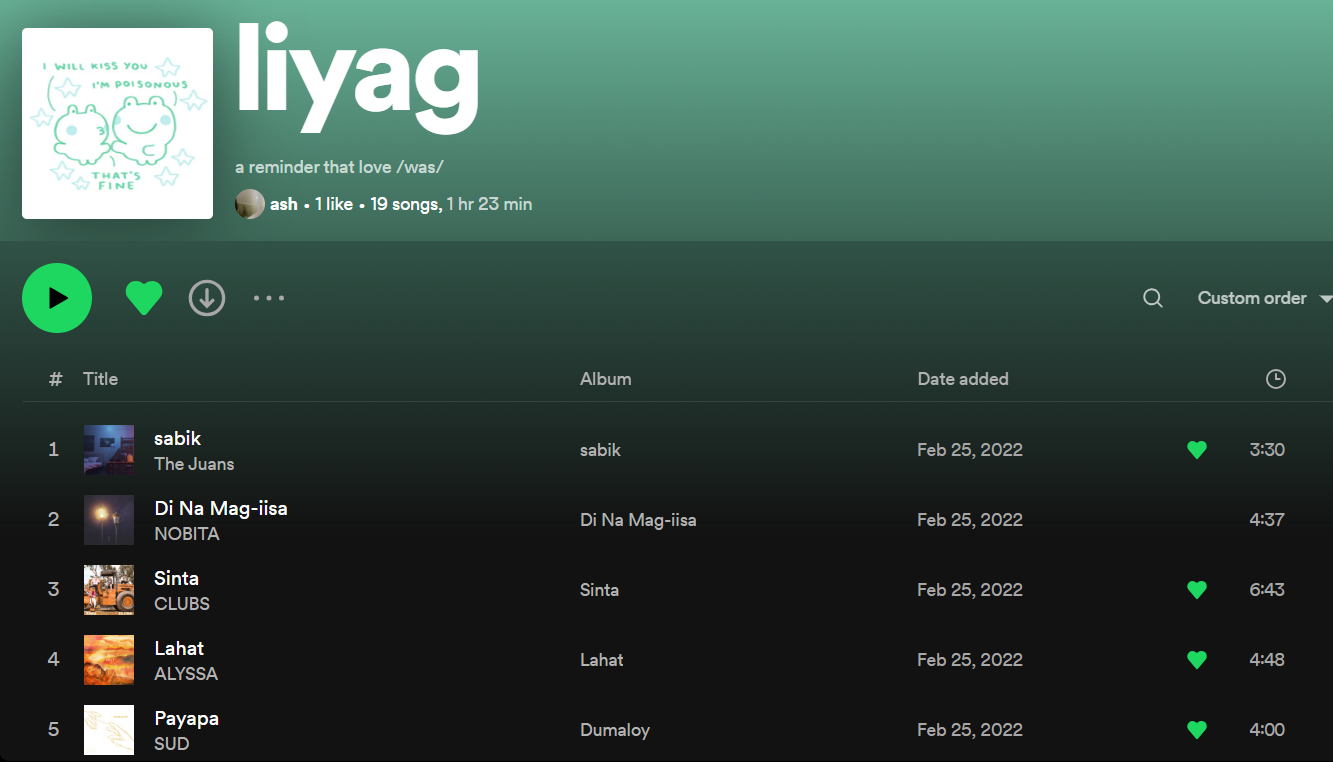 I WILL KISS YOU
I'M POISONOUS
THAT'S
FINE
liyag
a reminder that love /was/
ash • 1 like • 19 songs, 1 hr 23 min
Custom order
# Title Album Date added
1 sabik The Juans sabik Feb 25, 2022 3:30
2 Di Na Mag-iisa NOBITA Di Na Mag-iisa Feb 25, 2022 4:37
3 Sinta CLUBS Sinta Feb 25, 2022 6:43
4 Lahat ALYSSA Lahat Feb 25, 2022 4:48
5 Payapa SUD Dumaloy Feb 25, 2022 4:00